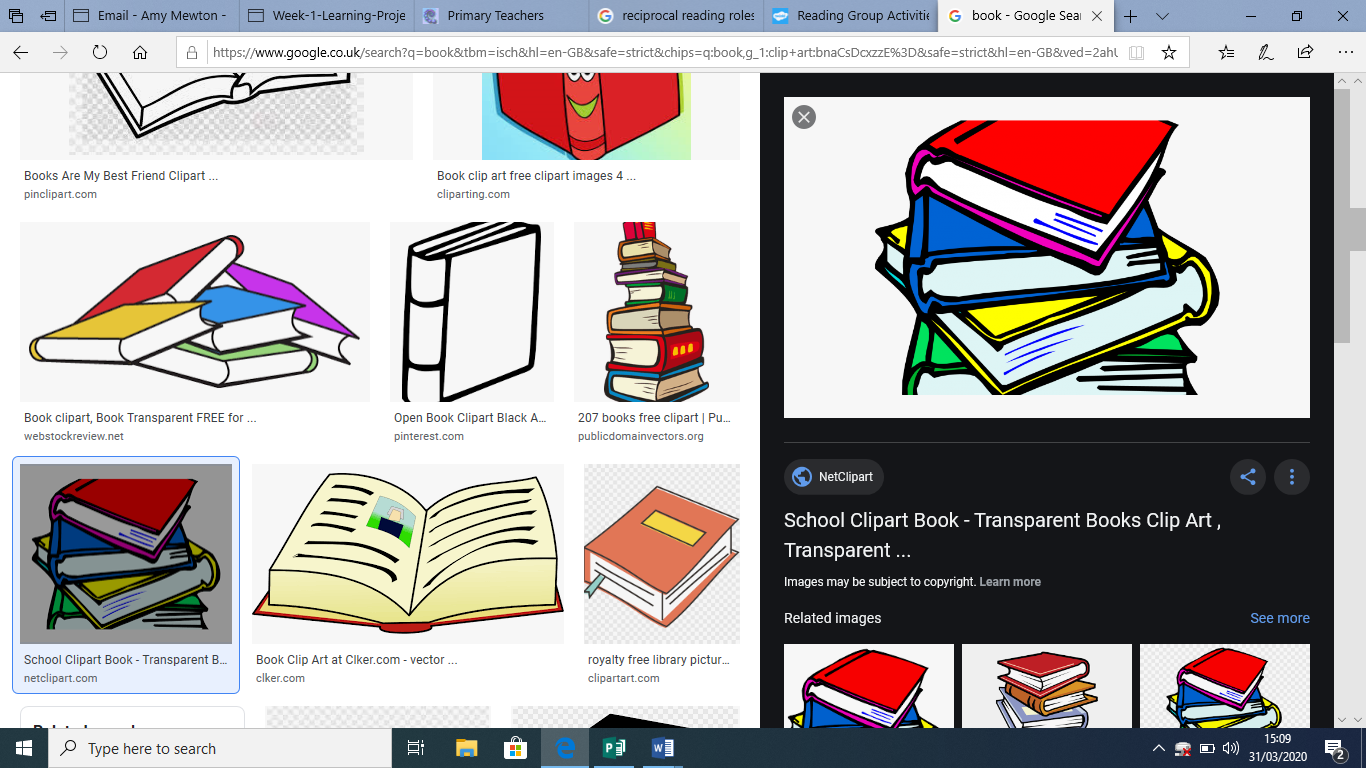 Email - Amy Mewton -
Week-1-Learning-Proje
Primary Teachers
reciprocal reading roles
Reading Group Activitie
book - Google Sear
https://www.google.co.uk/search?q=book&tbm=isch&hl=en-GB&safe=strict&chips=q:book,g_1:clip+art:bnaCsDcxzzE%3D&safe=strict&hl=en-GB&ved=2ahU
Books Are My Best Friend Clipart ...
pinclipart.com
Book clip art free clipart images 4 ...
cliparting.com
Book clipart, Book Transparent FREE for ...
webstockreview.net
Open Book Clipart Black A...
pinterest.com
207 books free clipart | Pu...
publicdomainvectors.org
School Clipart Book - Transparent B...
netclipart.com
Book Clip Art at Clker.com - vector ...
clker.com
royalty free library pictur...
clipartart.com
NetClipart
School Clipart Book - Transparent Books Clip Art ,
Transparent ...
Images may be subject to copyright. Learn more
Related images
See more
Type here to search
15:09
31/03/2020
2